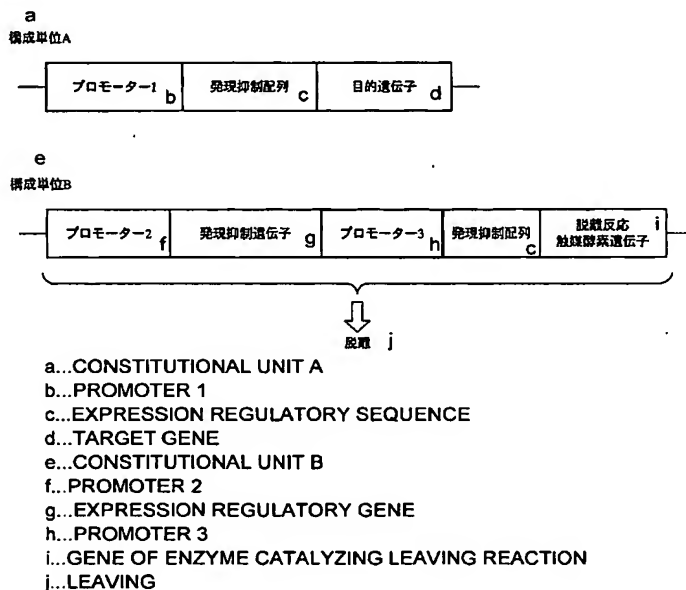 a
構成単位A
プロモーター1 b 発現抑制配列 c 目的遺伝子 d
e
構成単位B
プロモーター2 f 発現抑制遺伝子 g プロモーター3 h 発現抑制配列 c 脱離反応 i
触媒酵素遺伝子
脱離 j
a...CONSTITUTIONAL UNIT A
b...PROMOTER 1
c...EXPRESSION REGULATORY SEQUENCE
d...TARGET GENE
e...CONSTITUTIONAL UNIT B
f...PROMOTER 2
g...EXPRESSION REGULATORY GENE
h...PROMOTER 3
i...GENE OF ENZYME CATALYZING LEAVING REACTION
j...LEAVING